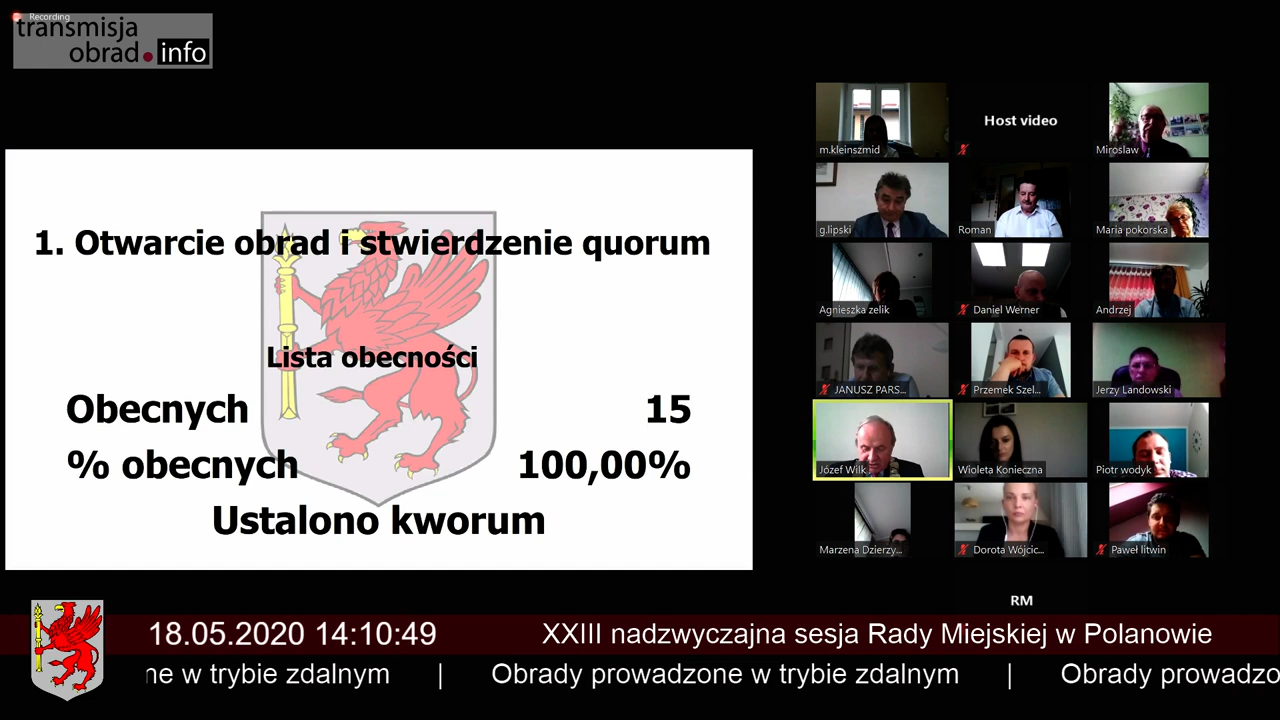 Recording
transmisja
obrad.info
1. Otwarcie obrad i stwierdzenie quorum
Lista obecności
Obecnych 15
% obecnych 100,00%
Ustalono kworum
m.kleinszmid
Host video
Miroslaw
g.lipski
Roman
Maria pokorska
Agnieszka zelik
Daniel Werner
Andrzej
JANUSZ PARS...
Przemek Szel...
Jerzy Landowski
Józef Wilk
Wioleta Konieczna
Piotr wodyk
Marzena Dzierzy...
Dorota Wójcic...
Paweł litwin
RM
18.05.2020 14:10:49 XXIII nadzwyczajna sesja Rady Miejskiej w Polanowie
ne w trybie zdalnym | Obrady prowadzone w trybie zdalnym | Obrady prowadzo